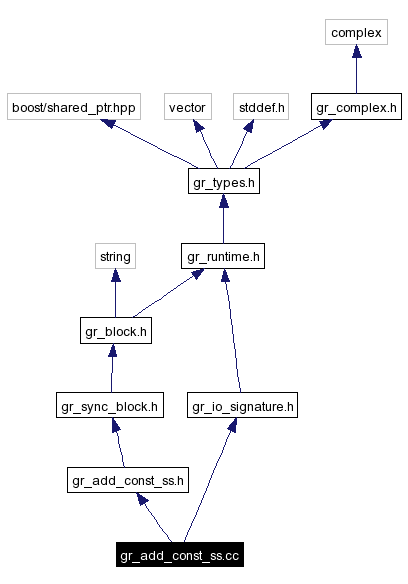 complex
boost/shared_ptr.hpp
vector
stddef.h
gr_complex.h
gr_types.h
string
gr_runtime.h
gr_block.h
gr_sync_block.h
gr_io_signature.h
gr_add_const_ss.h
gr_add_const_ss.cc